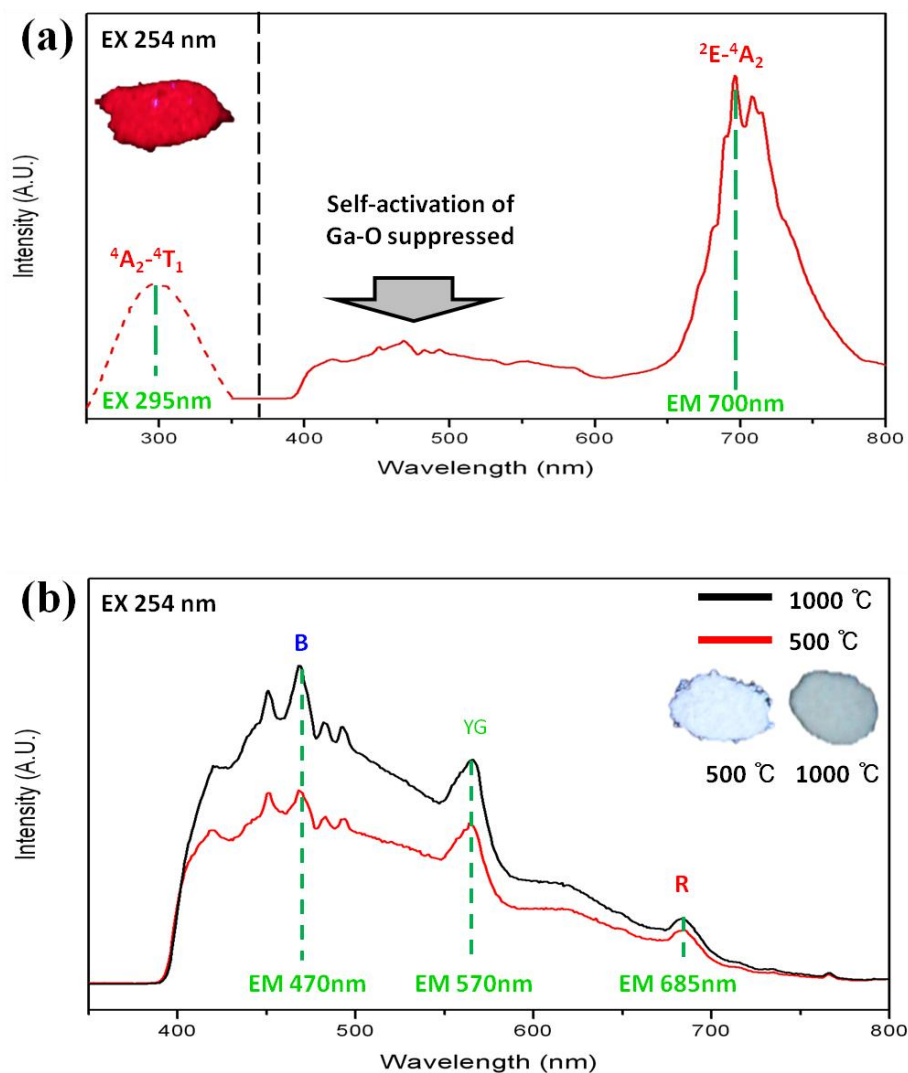 (a) EX 254 nm
²E-⁴A₂
Self-activation of
Ga-O suppressed
⁴A₂-⁴T₁
EX 295nm
EM 700nm
Intensity (A.U.)
300 400 500 600 700 800
Wavelength (nm)
(b) EX 254 nm
1000 ℃
500 ℃
B
YG
500 ℃ 1000 ℃
R
EM 470nm EM 570nm EM 685nm
Intensity (A.U.)
400 500 600 700 800
Wavelength (nm)